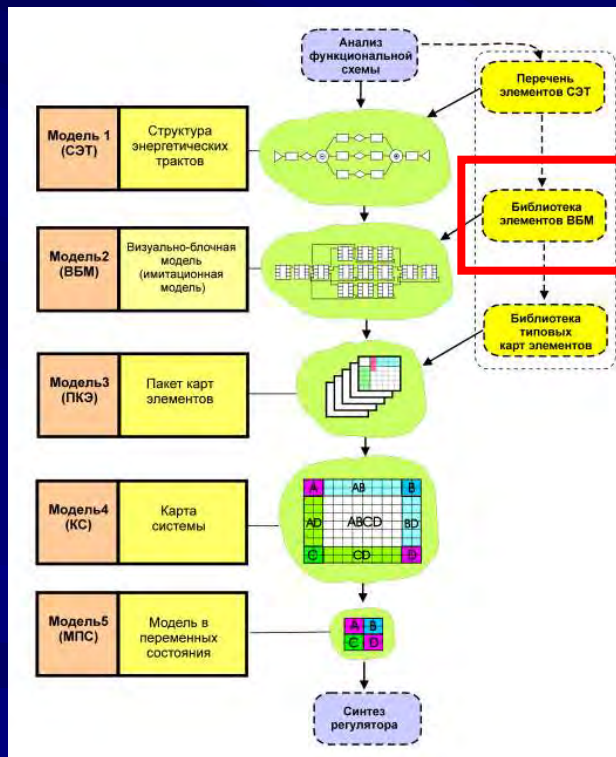 Анализ
функциональной
схемы
Перечень
элементов СЭТ
Модель 1
(СЭТ)
Структура
энергетических
трактов
Библиотека
элементов ВБМ
Модель2
(ВБМ)
Визуально-блочная
модель
(имитационная
модель)
Библиотека
типовых
карт элементов
Модель3
(ПКЭ)
Пакет карт
элементов
Модель4
(КС)
Карта
системы
A AB B
AD ABCD BD
C CD D
Модель5
(МПС)
Модель в
переменных
состояния
A B
C D
Синтез
регулятора